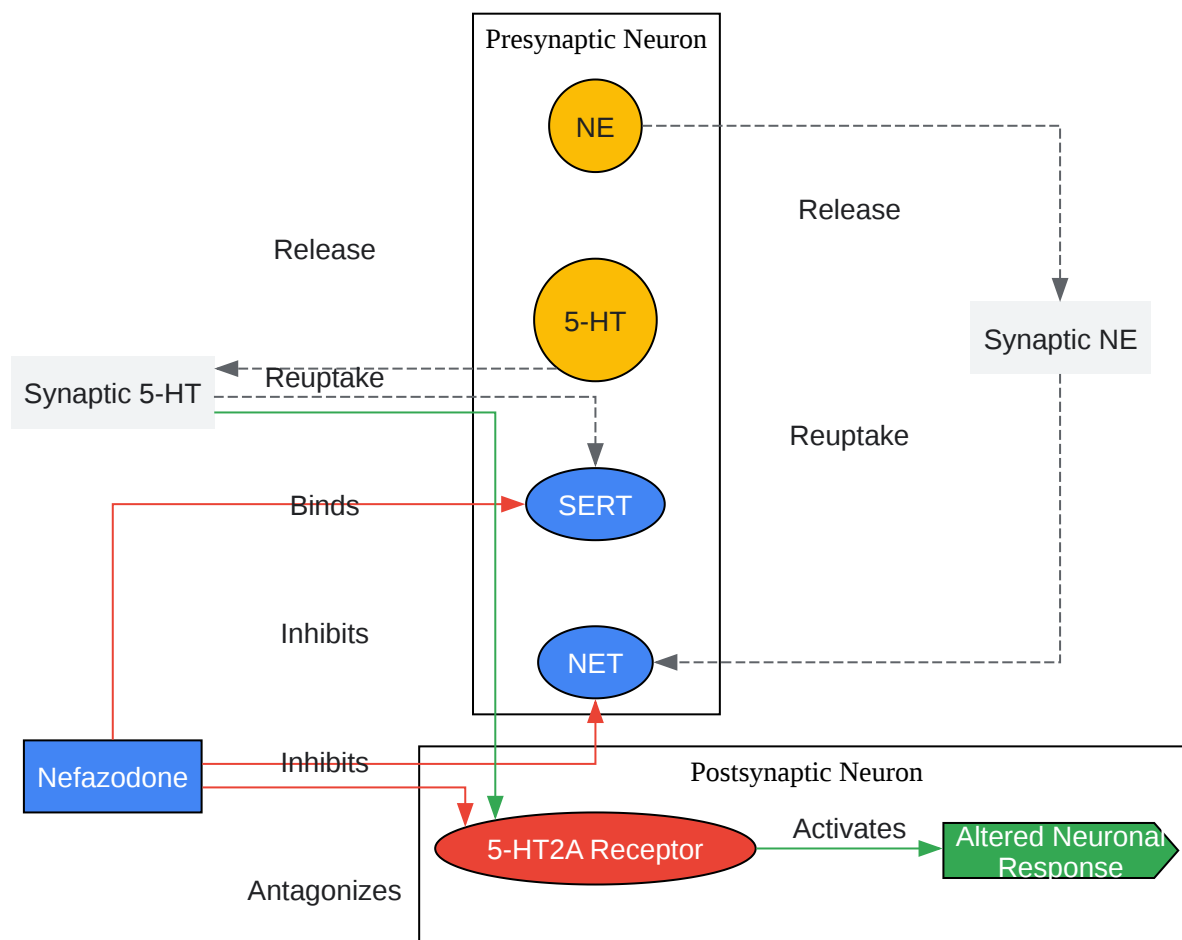 Presynaptic Neuron
NE
Release
Release
5-HT
Synaptic NE
Reuptake
Synaptic 5-HT
Reuptake
Binds
SERT
Inhibits
NET
Inhibits
Nefazodone
Postsynaptic Neuron
Activates
Altered Neuronal
Response
5-HT2A Receptor
Antagonizes